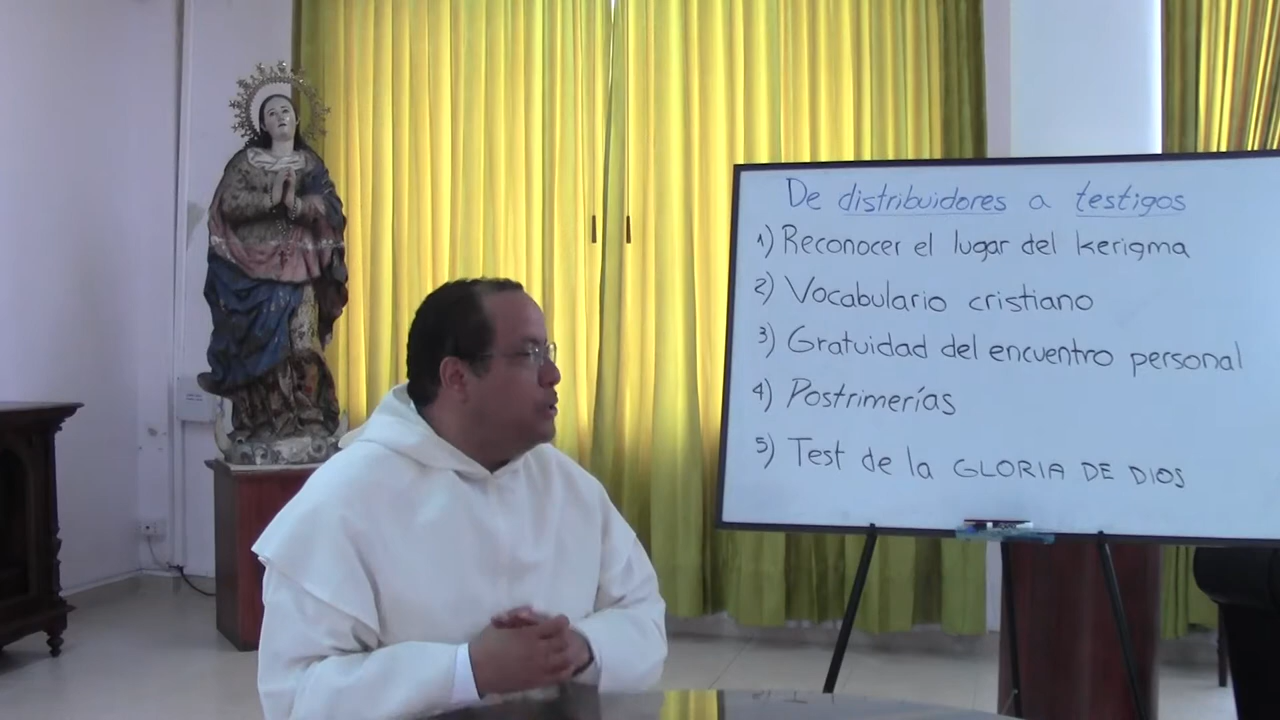 De distribuidores a testigos
1) Reconocer el lugar del kerigma
2) Vocabulario cristiano
3) Gratuidad del encuentro personal
4) Postrimerías
5) Test de la GLORIA DE DIOS